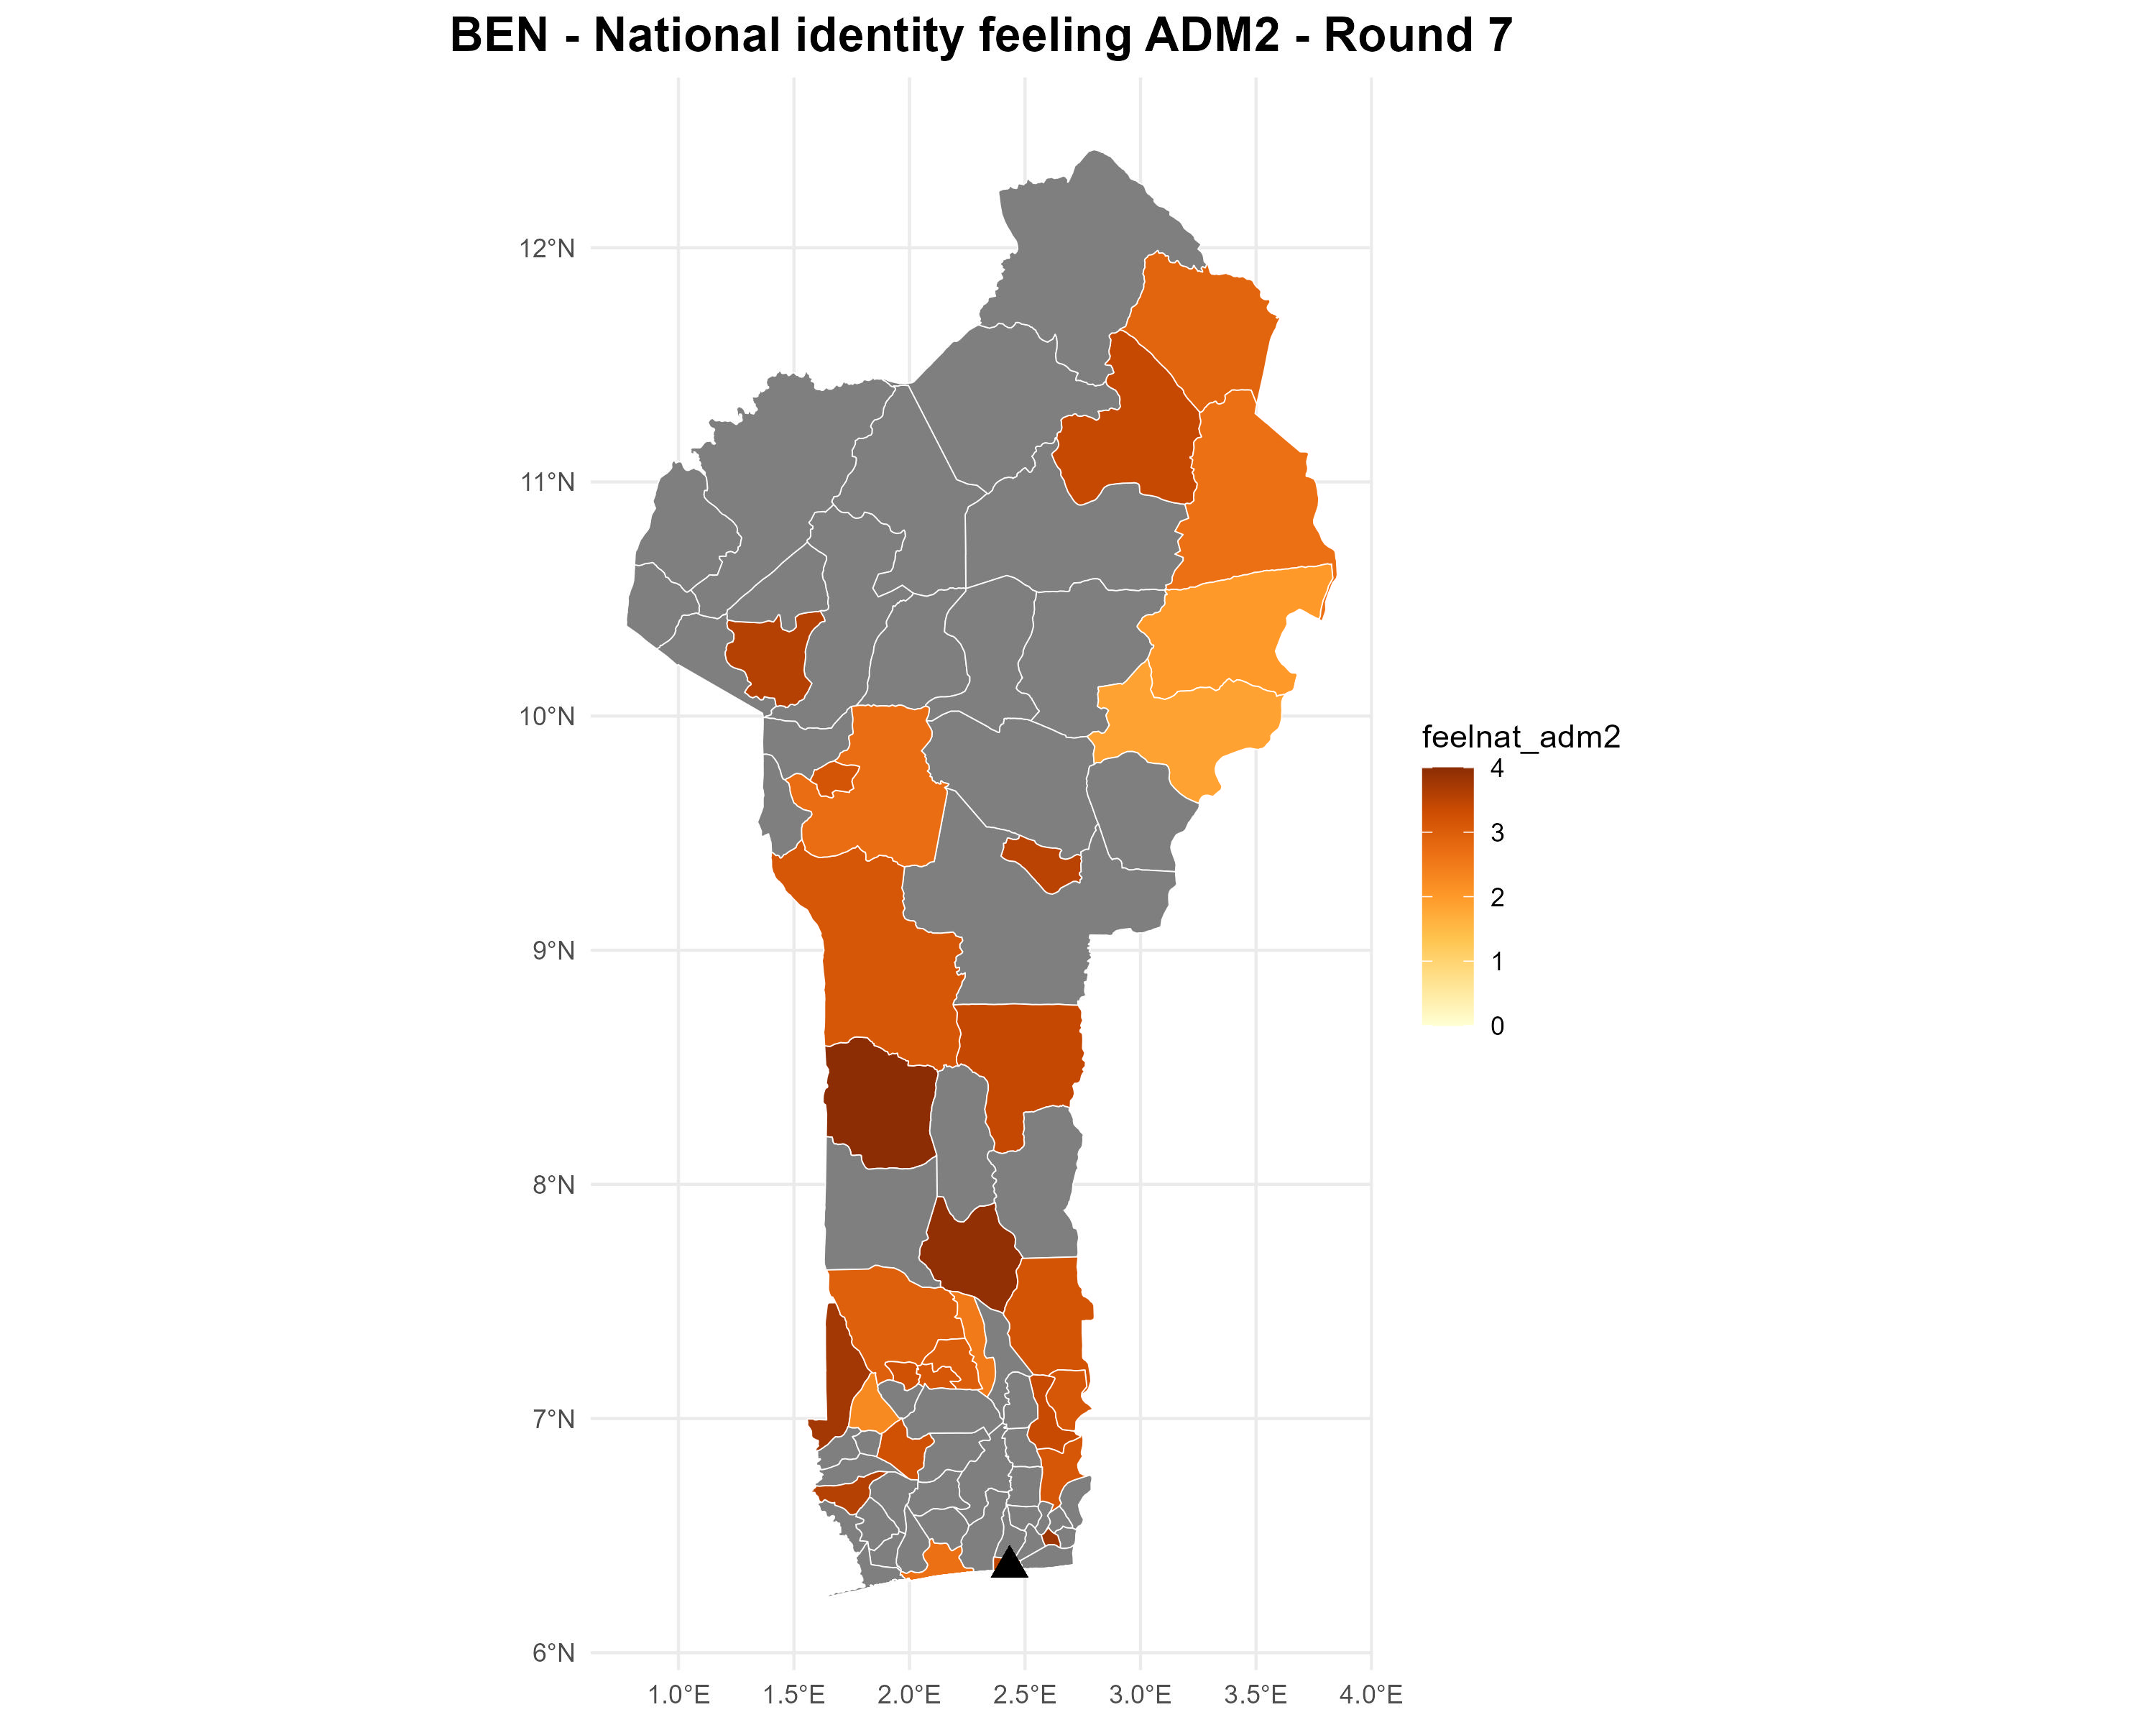 BEN - National identity feeling ADM2 - Round 7
12°N
11°N
10°N
9°N
8°N
7°N
6°N
1.0°E
1.5°E
2.0°E
2.5°E
3.0°E
3.5°E
4.0°E
feelnat_adm2
4
3
2
1
0